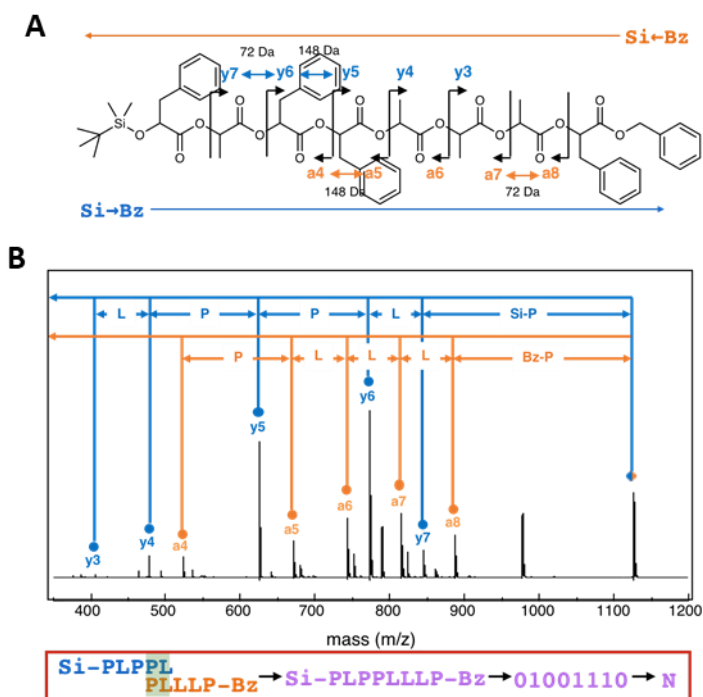 A
Si←Bz
72 Da
148 Da
y7 y6 y5 y4 y3
O O O O
Si O O O O O O O O O
O O O O O
a4 a5 a6 a7 a8
148 Da
72 Da
Si→Bz
B
L P P L Si-P
P L L L Bz-P
y6
y5
a7
a6
a5
a8
y7
y4
a4
y3
400 500 600 700 800 900 1000 1100 1200
mass (m/z)
Si-PLPPL
PLLLP-Bz → Si-PLPPLLLP-Bz → 01001110 → N